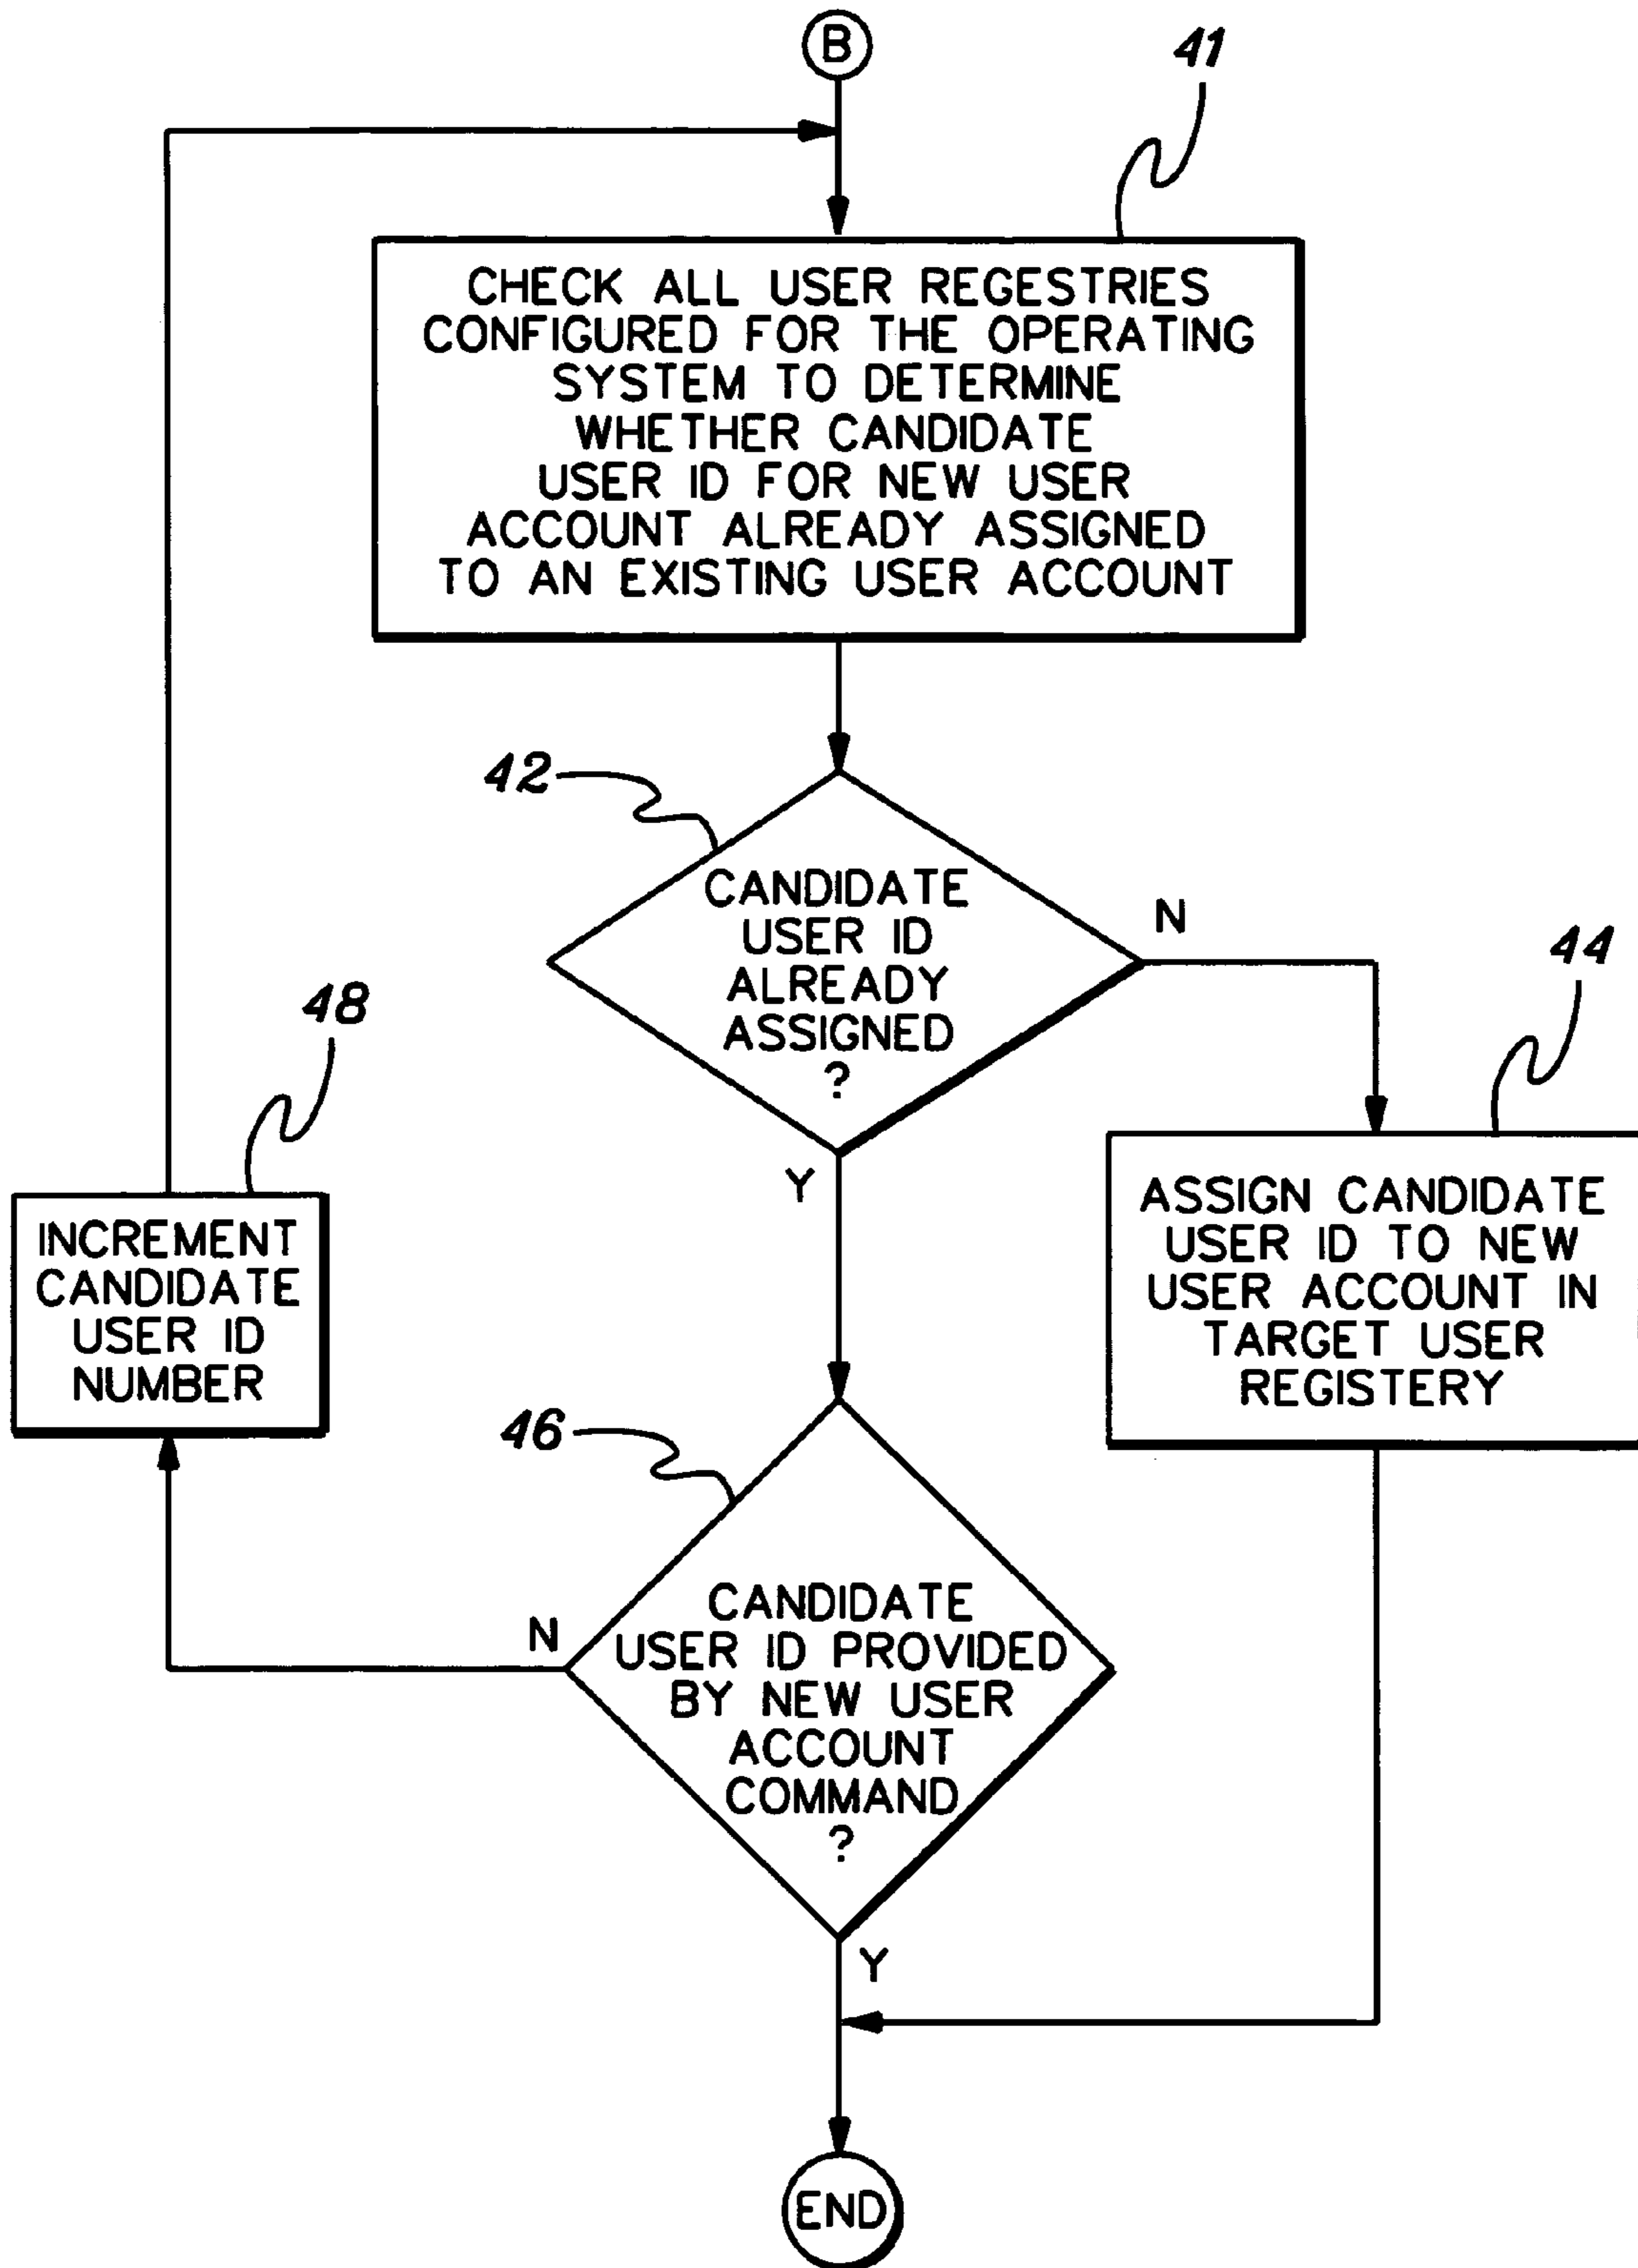 B
41
CHECK ALL USER REGESTRIES
CONFIGURED FOR THE OPERATING
SYSTEM TO DETERMINE
WHETHER CANDIDATE
USER ID FOR NEW USER
ACCOUNT ALREADY ASSIGNED
TO AN EXISTING USER ACCOUNT
42
CANDIDATE
USER ID
ALREADY
ASSIGNED
?
N
Y
44
ASSIGN CANDIDATE
USER ID TO NEW
USER ACCOUNT IN
TARGET USER
REGISTERY
48
INCREMENT
CANDIDATE
USER ID
NUMBER
46
CANDIDATE
USER ID PROVIDED
BY NEW USER
ACCOUNT
COMMAND
?
N
Y
END